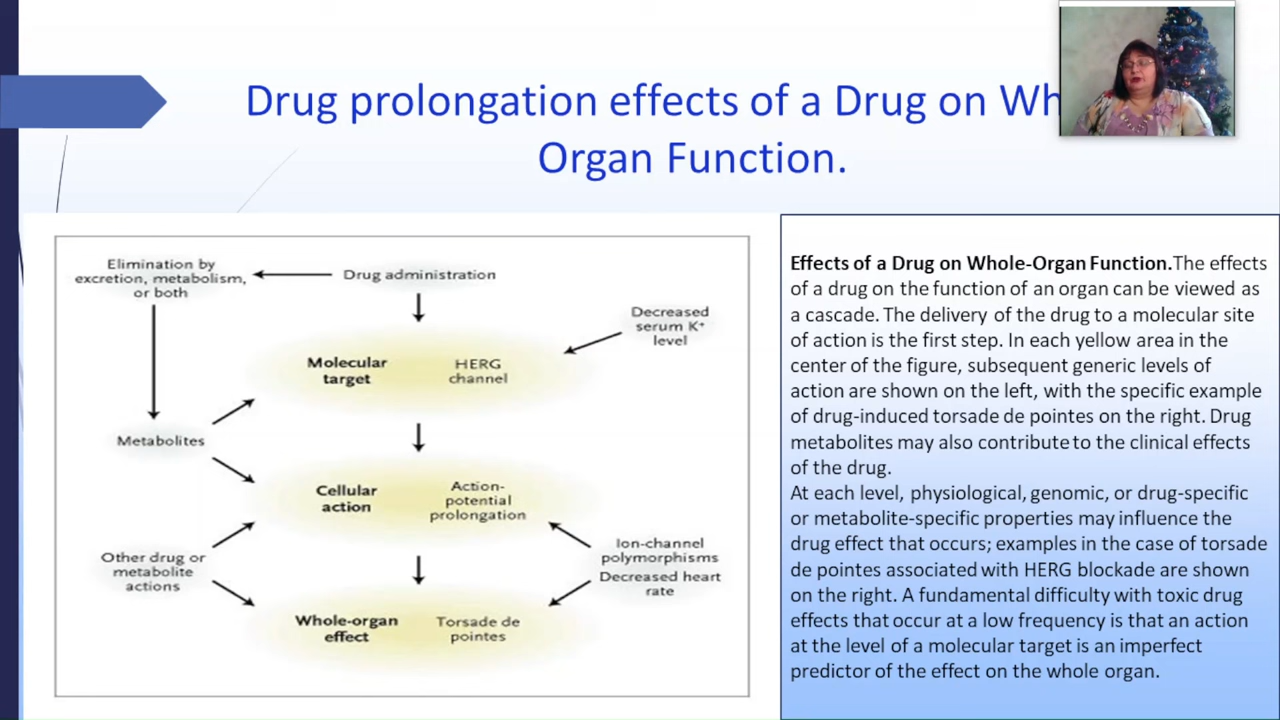 Drug prolongation effects of a Drug on Wh
Organ Function.
Elimination by
excretion, metabolism,
or both
Drug administration
Decreased
serum K+
level
Molecular
target
HERG
channel
Metabolites
Cellular
action
Action-
potential
prolongation
Other drug or
metabolite
actions
Ion-channel
polymorphisms
Decreased heart
rate
Whole-organ
effect
Torsade de
pointes
Effects of a Drug on Whole-Organ Function.The effects
of a drug on the function of an organ can be viewed as
a cascade. The delivery of the drug to a molecular site
of action is the first step. In each yellow area in the
center of the figure, subsequent generic levels of
action are shown on the left, with the specific example
of drug-induced torsade de pointes on the right. Drug
metabolites may also contribute to the clinical effects
of the drug.
At each level, physiological, genomic, or drug-specific
or metabolite-specific properties may influence the
drug effect that occurs; examples in the case of torsade
de pointes associated with HERG blockade are shown
on the right. A fundamental difficulty with toxic drug
effects that occur at a low frequency is that an action
at the level of a molecular target is an imperfect
predictor of the effect on the whole organ.